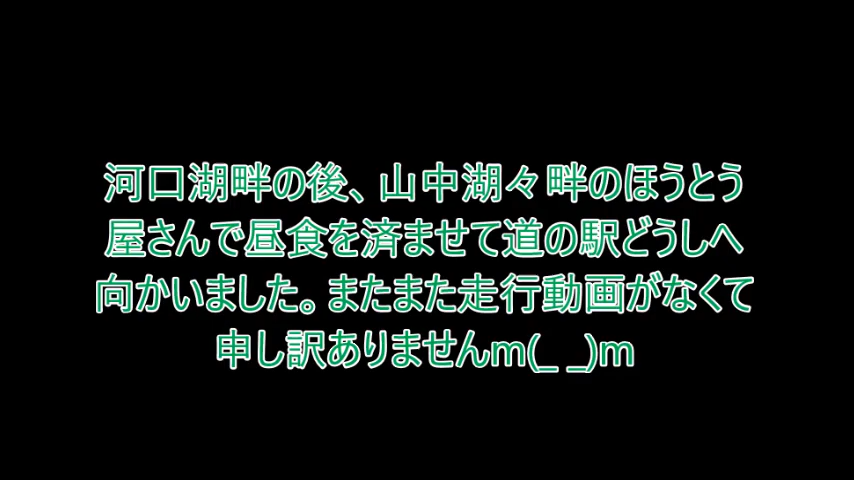 河口湖畔の後、山中湖々畔のほうとう
屋さんで昼食を済ませて道の駅どうしへ
向かいました。またまた走行動画がなくて
申し訳ありませんm(_ _)m